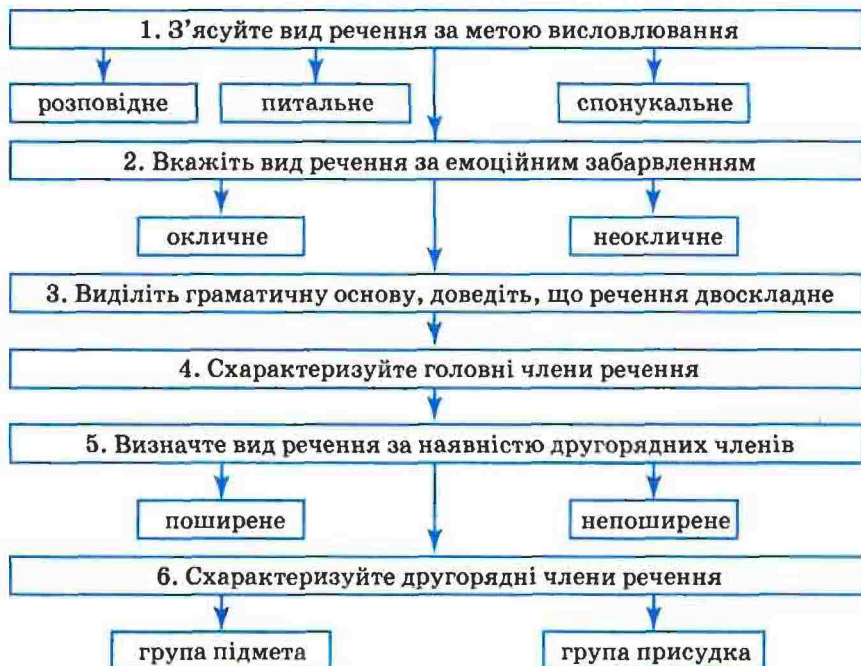 1. З’ясуйте вид речення за метою висловлювання
розповідне питальне спонукальне
2. Вкажіть вид речення за емоційним забарвленням
окличне неокличне
3. Виділіть граматичну основу, доведіть, що речення двоскладне
4. Схарактеризуйте головні члени речення
5. Визначте вид речення за наявністю другорядних членів
поширене непоширене
6. Схарактеризуйте другорядні члени речення
група підмета група присудка